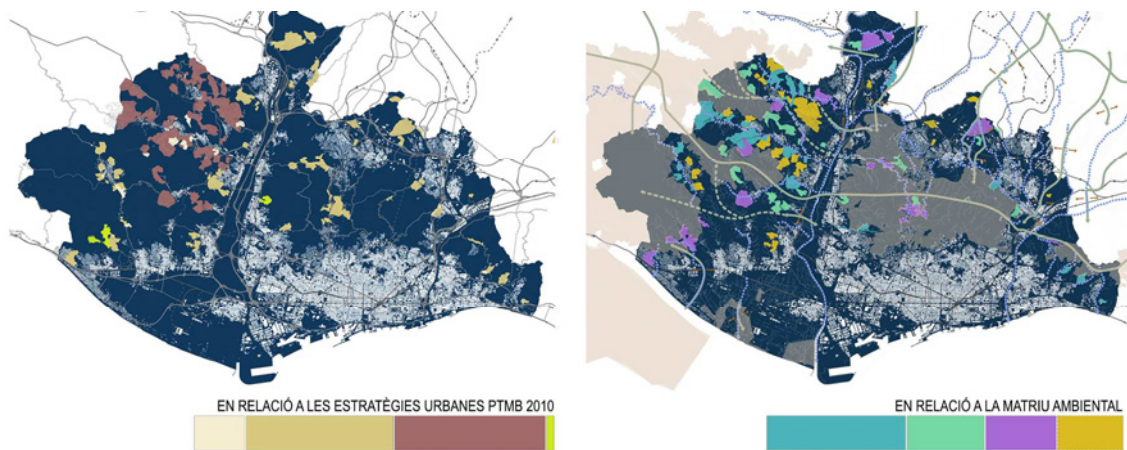 EN RELACIÓ A LES ESTRATÈGIES URBANES PTMB 2010
EN RELACIÓ A LA MATRIU AMBIENTAL